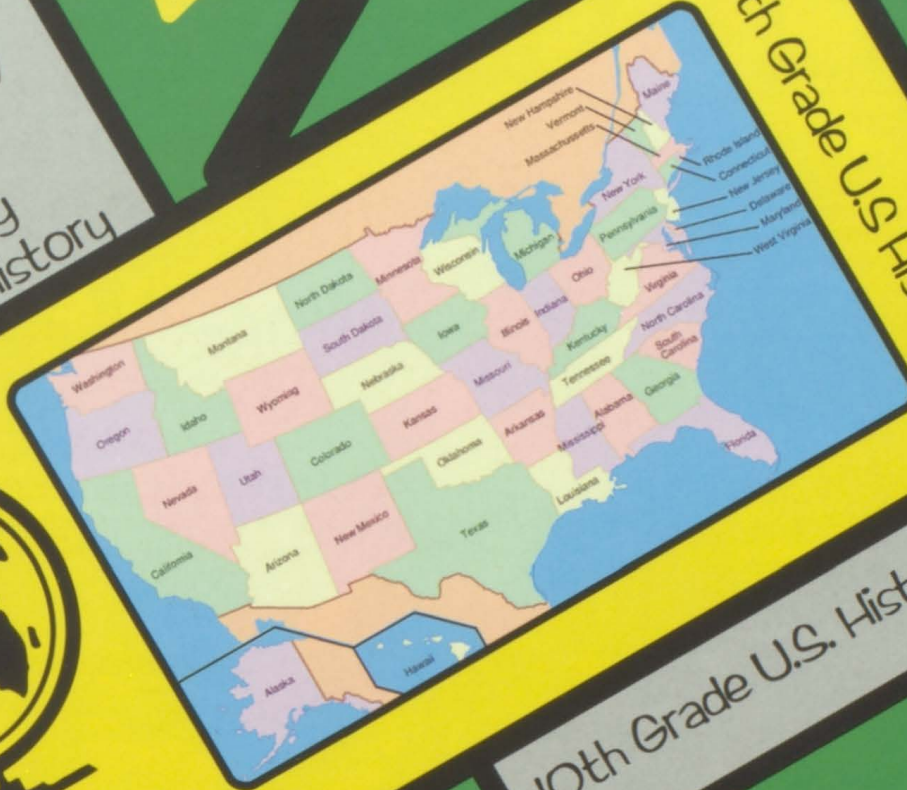 istory
th Grade U.S Hi
New Hampshire
Vermont
Massachusetts
Maine
Rhode Island
Connecticut
New Jersey
Delaware
Maryland
West Virginia
New York
Pennsylvania
Michigan
Wisconsin
Minnesota
North Dakota
Montana
Washington
Oregon
Idaho
Wyoming
South Dakota
Iowa
Illinois
Indiana
Ohio
Virginia
North Carolina
South
Carolina
Kentucky
Tennessee
Missouri
Nebraska
Kansas
Colorado
Utah
Nevada
California
Arizona
New Mexico
Oklahoma
Arkansas
Mississippi
Alabama
Georgia
Florida
Louisiana
Texas
Alaska
Hawaii
10th Grade U.S. Hist